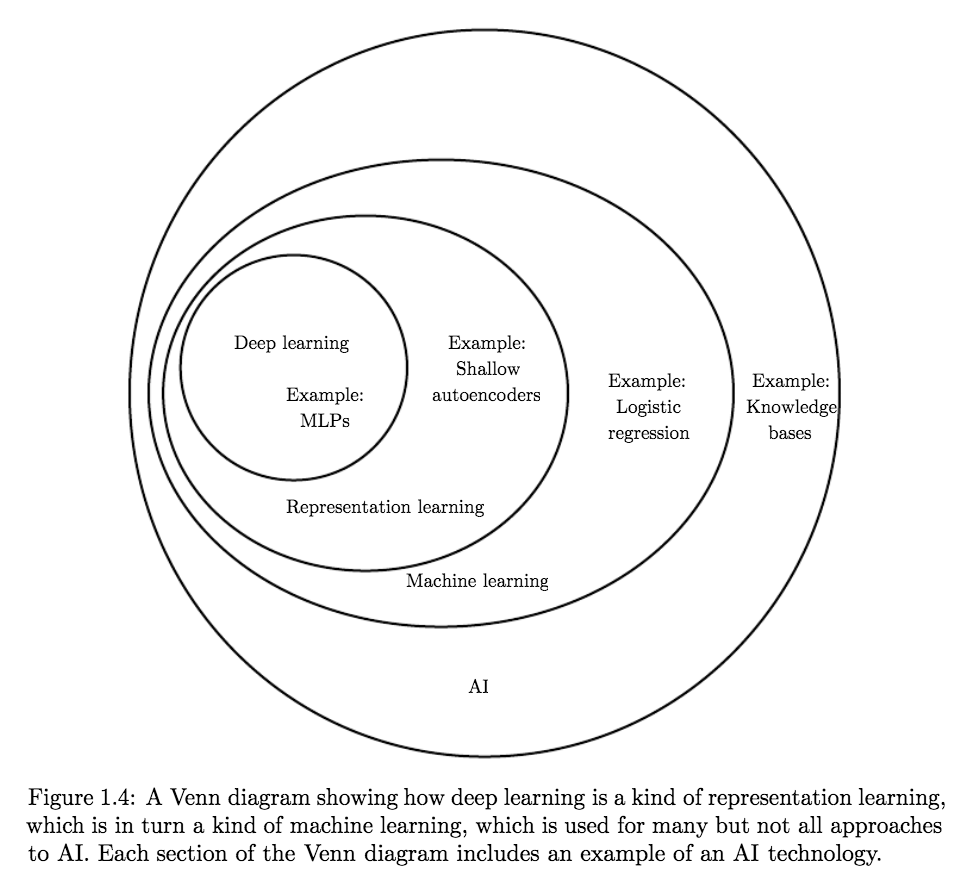 Deep learning
Example:
MLPs
Example:
Shallow
autoencoders
Example:
Logistic
regression
Example:
Knowledge
bases
Representation learning
Machine learning
AI
Figure 1.4: A Venn diagram showing how deep learning is a kind of representation learning,
which is in turn a kind of machine learning, which is used for many but not all approaches
to AI. Each section of the Venn diagram includes an example of an AI technology.